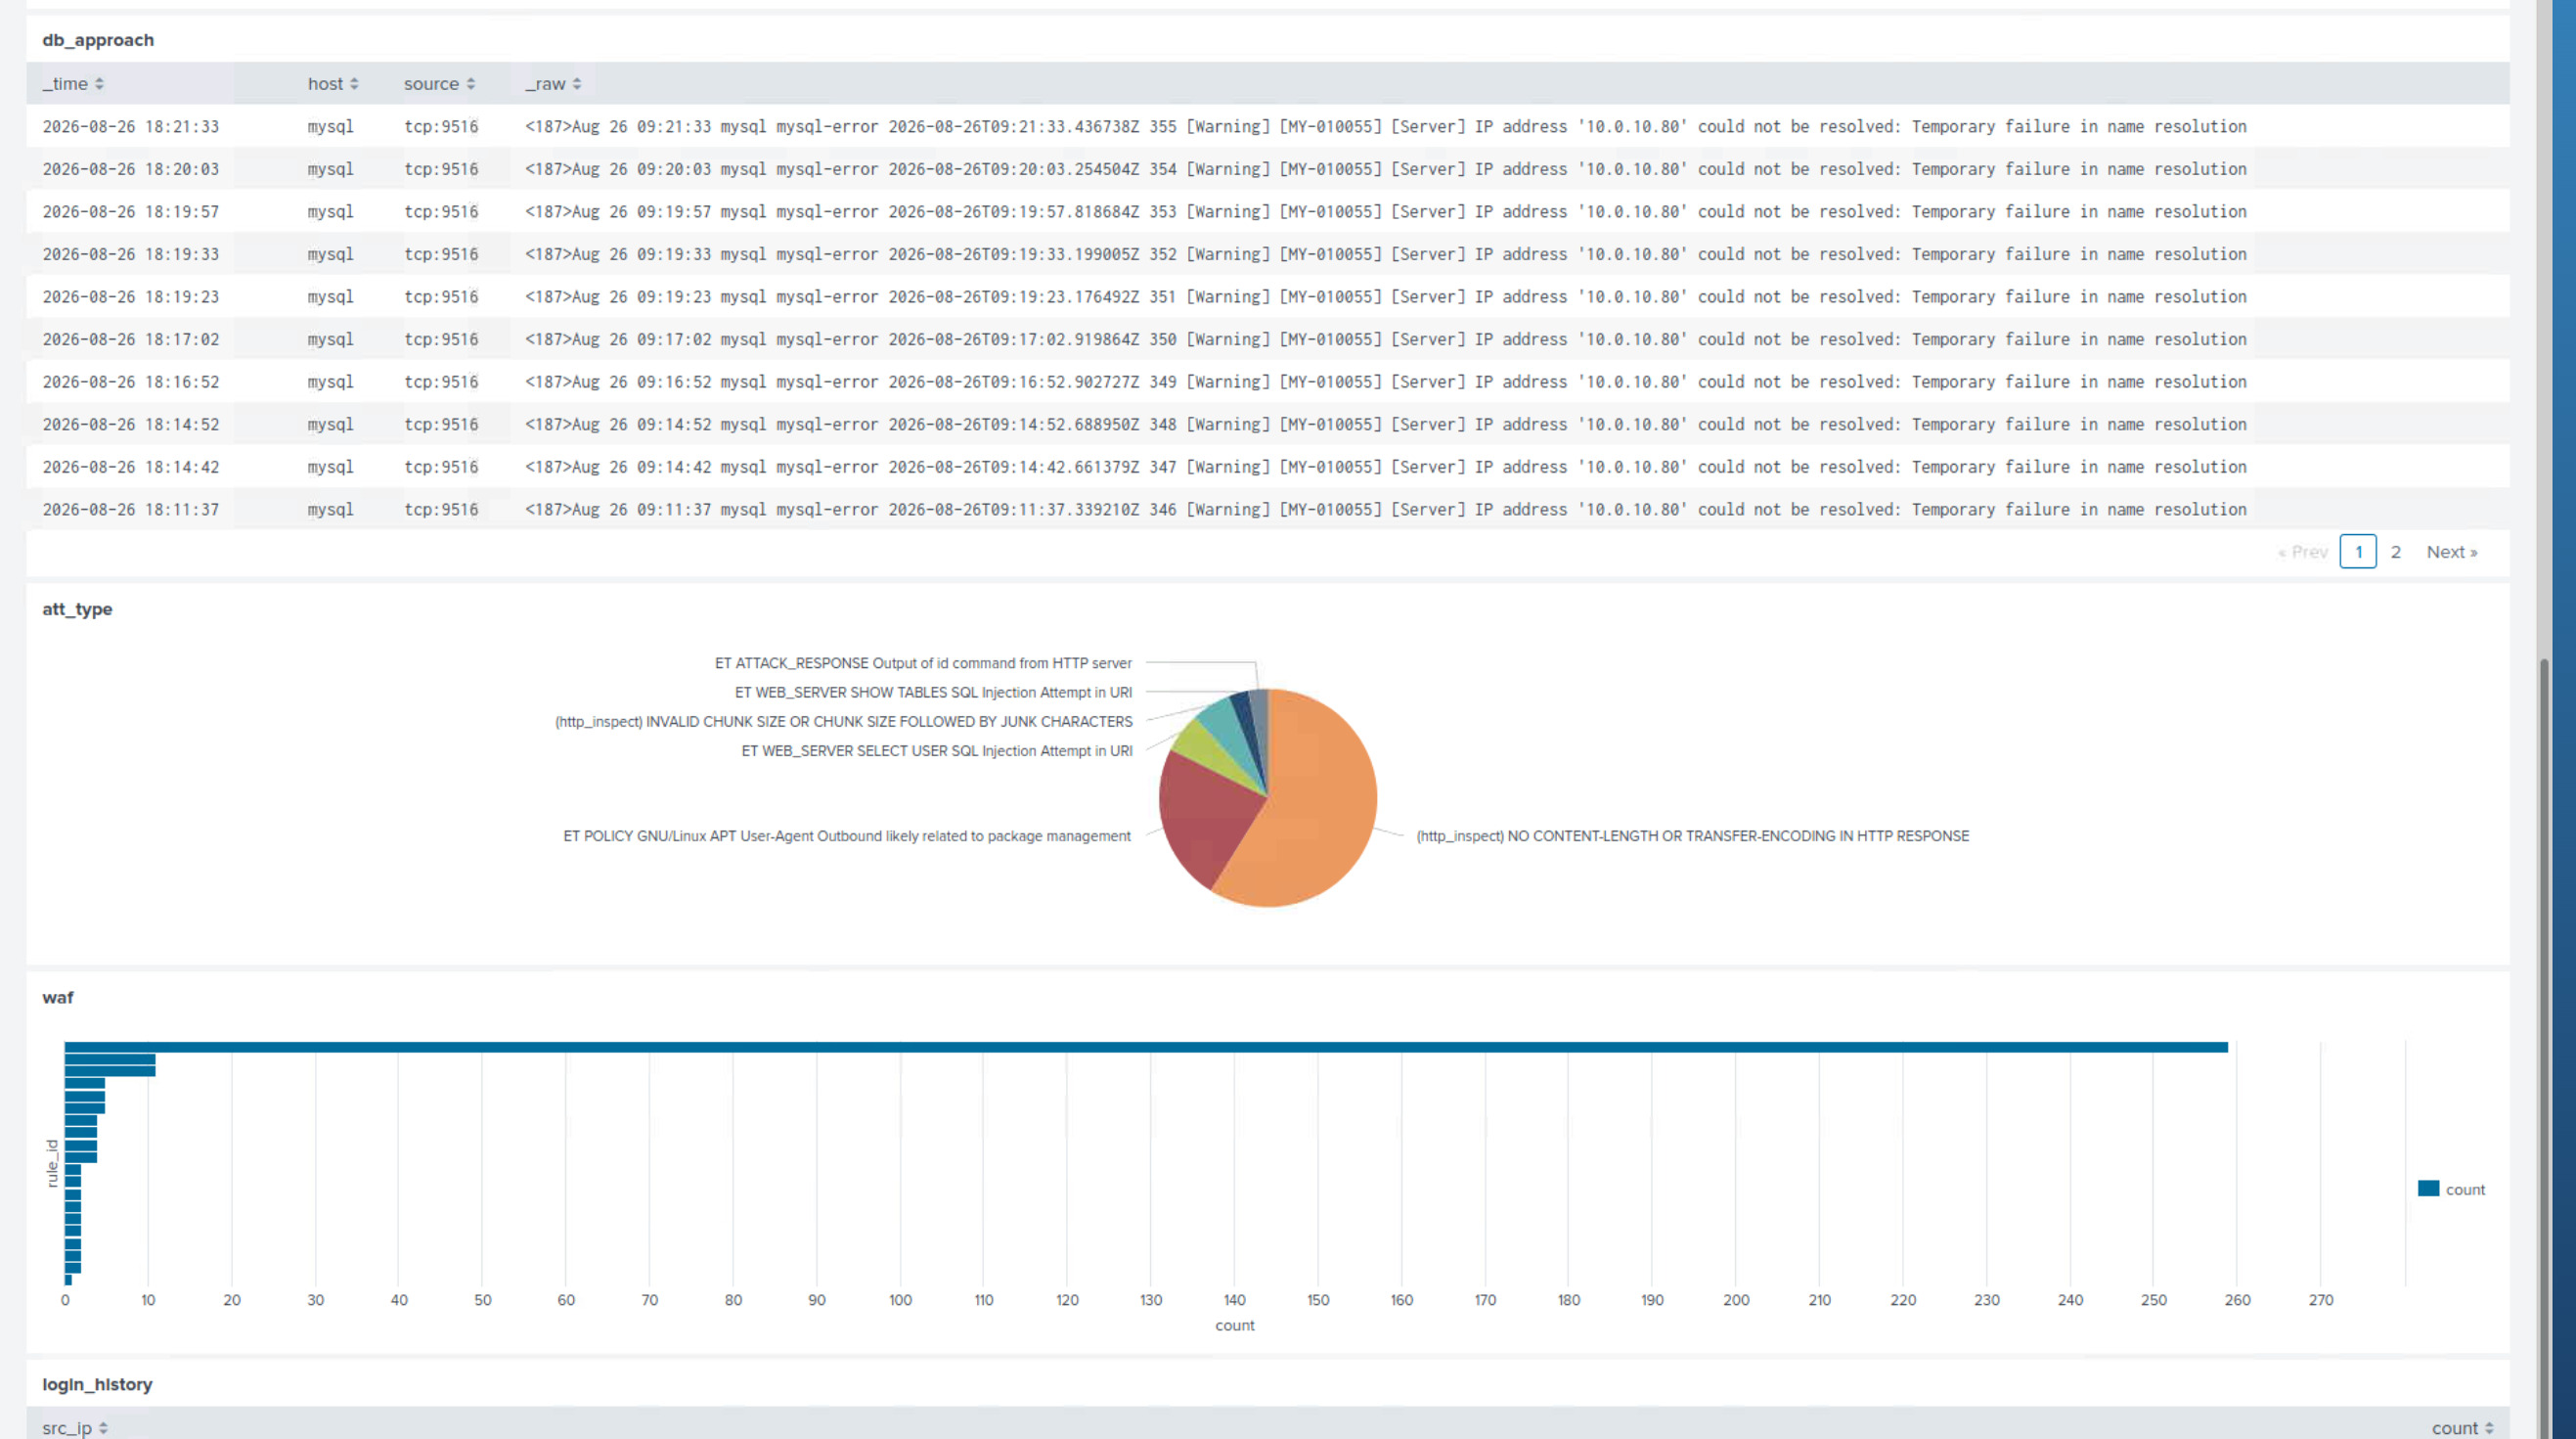 db_approach
_time host source _raw
2026-08-26 18:21:33 mysql tcp:9516 <187>Aug 26 09:21:33 mysql mysql-error 2026-08-26T09:21:33.436738Z 355 [Warning] [MY-010055] [Server] IP address '10.0.10.80' could not be resolved: Temporary failure in name resolution
2026-08-26 18:20:03 mysql tcp:9516 <187>Aug 26 09:20:03 mysql mysql-error 2026-08-26T09:20:03.254504Z 354 [Warning] [MY-010055] [Server] IP address '10.0.10.80' could not be resolved: Temporary failure in name resolution
2026-08-26 18:19:57 mysql tcp:9516 <187>Aug 26 09:19:57 mysql mysql-error 2026-08-26T09:19:57.818684Z 353 [Warning] [MY-010055] [Server] IP address '10.0.10.80' could not be resolved: Temporary failure in name resolution
2026-08-26 18:19:33 mysql tcp:9516 <187>Aug 26 09:19:33 mysql mysql-error 2026-08-26T09:19:33.199005Z 352 [Warning] [MY-010055] [Server] IP address '10.0.10.80' could not be resolved: Temporary failure in name resolution
2026-08-26 18:19:23 mysql tcp:9516 <187>Aug 26 09:19:23 mysql mysql-error 2026-08-26T09:19:23.176492Z 351 [Warning] [MY-010055] [Server] IP address '10.0.10.80' could not be resolved: Temporary failure in name resolution
2026-08-26 18:17:02 mysql tcp:9516 <187>Aug 26 09:17:02 mysql mysql-error 2026-08-26T09:17:02.919864Z 350 [Warning] [MY-010055] [Server] IP address '10.0.10.80' could not be resolved: Temporary failure in name resolution
2026-08-26 18:16:52 mysql tcp:9516 <187>Aug 26 09:16:52 mysql mysql-error 2026-08-26T09:16:52.902727Z 349 [Warning] [MY-010055] [Server] IP address '10.0.10.80' could not be resolved: Temporary failure in name resolution
2026-08-26 18:14:52 mysql tcp:9516 <187>Aug 26 09:14:52 mysql mysql-error 2026-08-26T09:14:52.688950Z 348 [Warning] [MY-010055] [Server] IP address '10.0.10.80' could not be resolved: Temporary failure in name resolution
2026-08-26 18:14:42 mysql tcp:9516 <187>Aug 26 09:14:42 mysql mysql-error 2026-08-26T09:14:42.661379Z 347 [Warning] [MY-010055] [Server] IP address '10.0.10.80' could not be resolved: Temporary failure in name resolution
2026-08-26 18:11:37 mysql tcp:9516 <187>Aug 26 09:11:37 mysql mysql-error 2026-08-26T09:11:37.339210Z 346 [Warning] [MY-010055] [Server] IP address '10.0.10.80' could not be resolved: Temporary failure in name resolution
« Prev 1 2 Next »
att_type
ET ATTACK_RESPONSE Output of id command from HTTP server
ET WEB_SERVER SHOW TABLES SQL Injection Attempt in URI
(http_inspect) INVALID CHUNK SIZE OR CHUNK SIZE FOLLOWED BY JUNK CHARACTERS
ET WEB_SERVER SELECT USER SQL Injection Attempt in URI
ET POLICY GNU/Linux APT User-Agent Outbound likely related to package management
(http_inspect) NO CONTENT-LENGTH OR TRANSFER-ENCODING IN HTTP RESPONSE
waf
rule_id
count
0 10 20 30 40 50 60 70 80 90 100 110 120 130 140 150 160 170 180 190 200 210 220 230 240 250 260 270
count
login_history
src_ip count